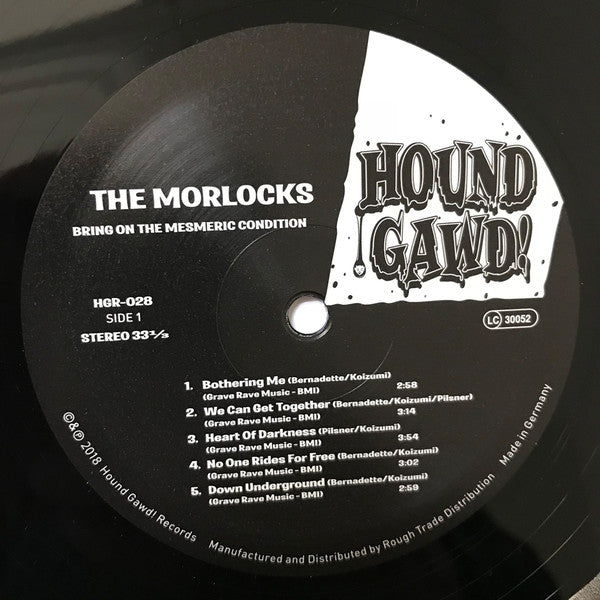 HOUND
GAWD!
THE MORLOCKS
BRING ON THE MESMERIC CONDITION
HGR-028
SIDE 1
STEREO 33⅓
LC 30052
1. Bothering Me (Bernadette/Koizumi)
(Grave Rave Music - BMI) 2:58
2. We Can Get Together (Bernadette/Koizumi/Pilsner)
(Grave Rave Music - BMI) 3:14
3. Heart Of Darkness (Pilsner/Koizumi)
(Grave Rave Music - BMI) 3:54
4. No One Rides For Free (Bernadette/Koizumi)
(Grave Rave Music - BMI) 3:02
5. Down Underground (Bernadette/Koizumi)
(Grave Rave Music - BMI) 2:59
©&℗ 2018 Hound Gawd! Records Manufactured and Distributed by Rough Trade Distribution Made in Germany